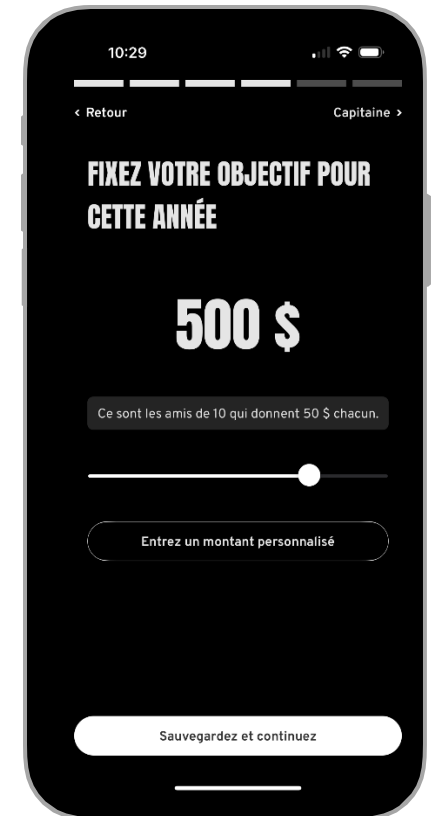 10:29
‹ Retour
Capitaine ›
FIXEZ VOTRE OBJECTIF POUR
CETTE ANNÉE
500 $
Ce sont les amis de 10 qui donnent 50 $ chacun.
Entrez un montant personnalisé
Sauvegardez et continuez